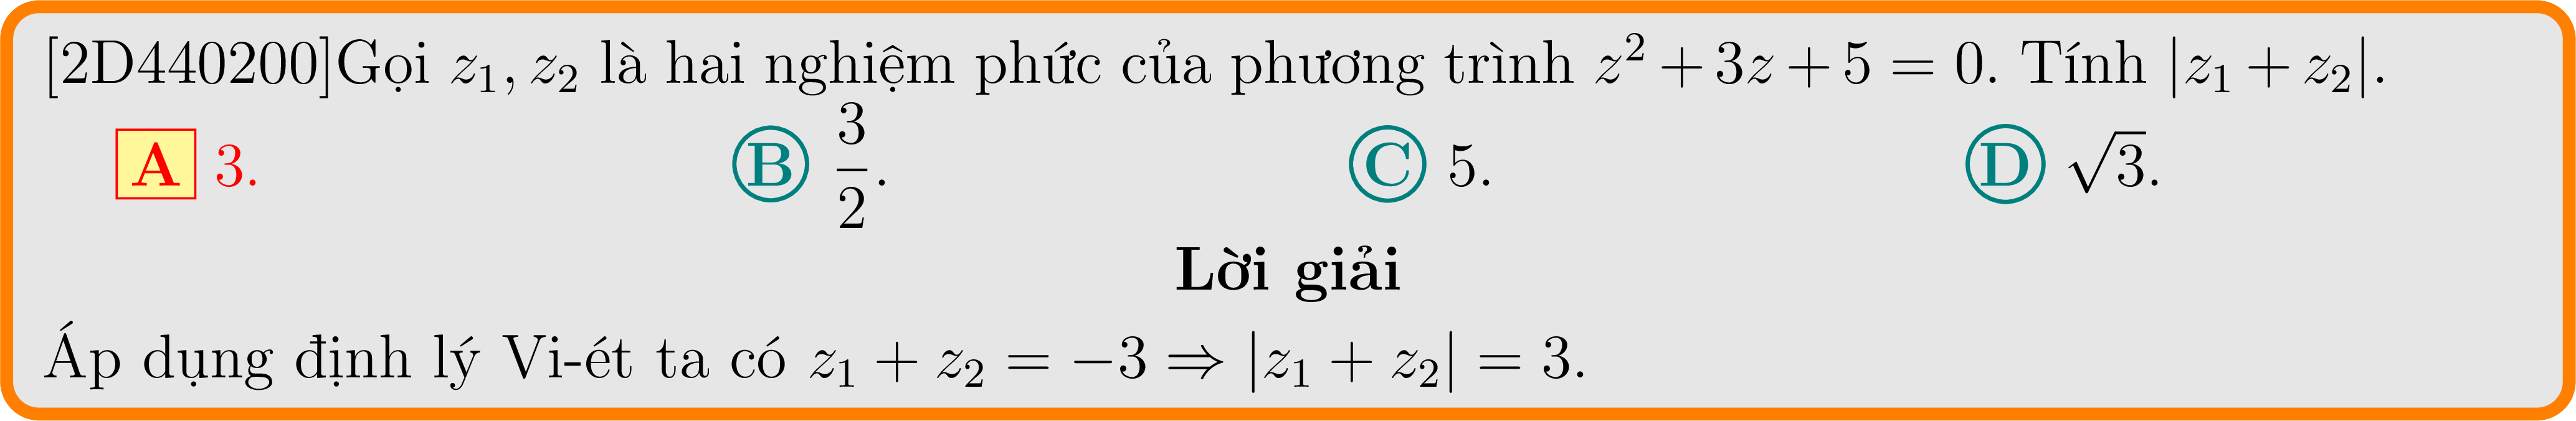 [2D440200]Gọi $z_1, z_2$ là hai nghiệm phức của phương trình $z^2 + 3z + 5 = 0$. Tính $|z_1 + z_2|$.
A 3. B $\dfrac{3}{2}$. C 5. D $\sqrt{3}$.
Lời giải
Áp dụng định lý Vi-ét ta có $z_1 + z_2 = -3 \Rightarrow |z_1 + z_2| = 3$.